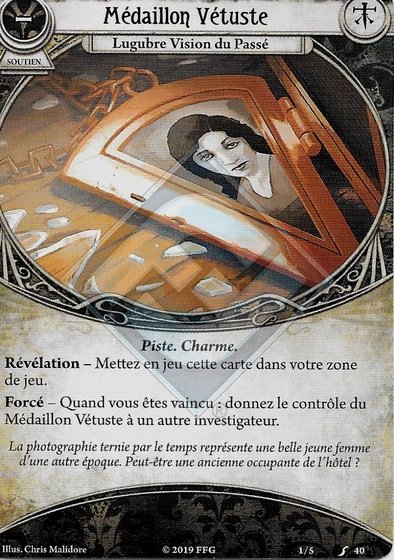 Médaillon Vétuste
SOUTIEN
Lugubre Vision du Passé
Piste. Charme.
Révélation – Mettez en jeu cette carte dans votre zone
de jeu.
Forcé – Quand vous êtes vaincu : donnez le contrôle du
Médaillon Vétuste à un autre investigateur.
La photographie ternie par le temps représente une belle jeune femme
d'une autre époque. Peut-être une ancienne occupante de l'hôtel ?
Illus. Chris Malidore © 2019 FFG 1/5 40